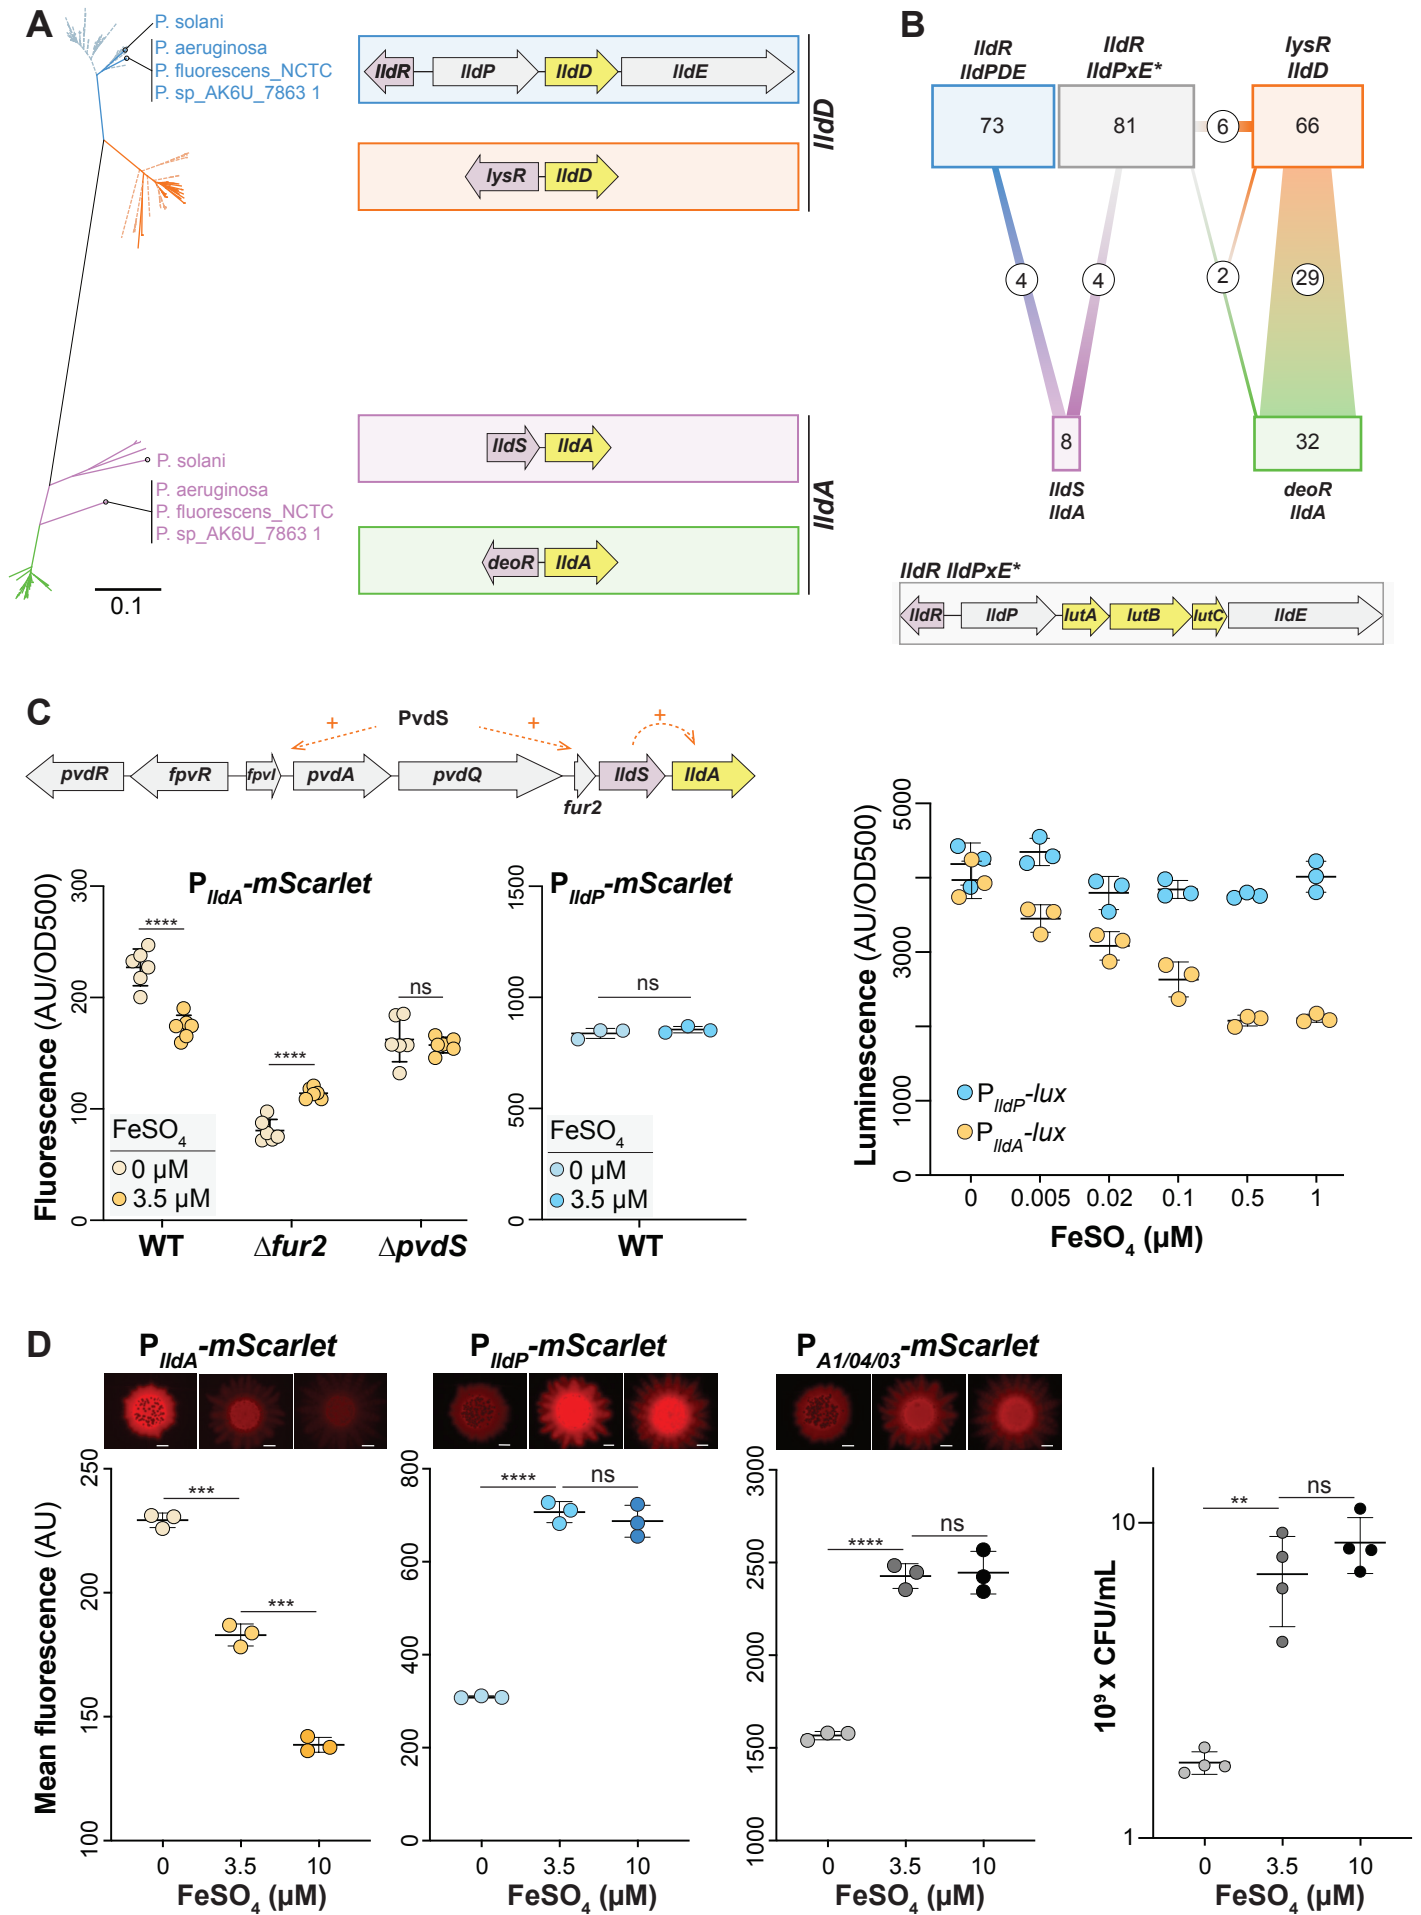 A
P. solani
P. aeruginosa
P. fluorescens_NCTC
P. sp_AK6U_7863 1
lldR lldP lldD lldE
lldD
lysR lldD
P. solani
P. aeruginosa
P. fluorescens_NCTC
P. sp_AK6U_7863 1
lldS lldA
lldA
deoR lldA
0.1
B
lldR
lldPDE
lldR
lldPxE*
lysR
lldD
73
81
6
66
4
4
2
29
8
32
lldS
lldA
deoR
lldA
lldR lldPxE*
lldR lldP lutA lutB lutC lldE
C
+ PvdS + +
pvdR fpvR fpvI pvdA pvdQ fur2 lldS lldA
PlldA-mScarlet
Fluorescence (AU/OD500)
300
200
100
0
****
****
ns
FeSO4
0 µM
3.5 µM
WT Δfur2 ΔpvdS
PlldP-mScarlet
1500
1000
500
0
ns
FeSO4
0 µM
3.5 µM
WT
Luminescence (AU/OD500)
5000
3000
1000
0
PlldP-lux
PlldA-lux
0 0.005 0.02 0.1 0.5 1
FeSO4 (µM)
D
PlldA-mScarlet
Mean fluorescence (AU)
250
200
150
100
***
***
0 3.5 10
FeSO4 (µM)
PlldP-mScarlet
800
600
400
200
0
****
ns
0 3.5 10
FeSO4 (µM)
PA1/04/03-mScarlet
3000
2500
2000
1500
1000
****
ns
0 3.5 10
FeSO4 (µM)
10⁹ x CFU/mL
10
1
**
ns
0 3.5 10
FeSO4 (µM)